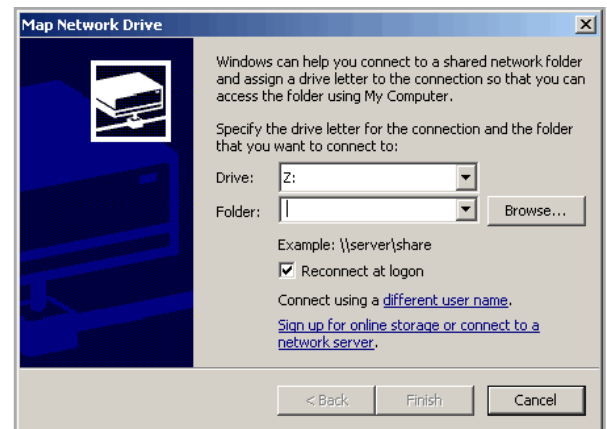 Map Network Drive
Windows can help you connect to a shared network folder
and assign a drive letter to the connection so that you can
access the folder using My Computer.
Specify the drive letter for the connection and the folder
that you want to connect to:
Drive: Z:
Folder: Browse...
Example: \\server\share
Reconnect at logon
Connect using a different user name.
Sign up for online storage or connect to a
network server.
< Back Finish Cancel